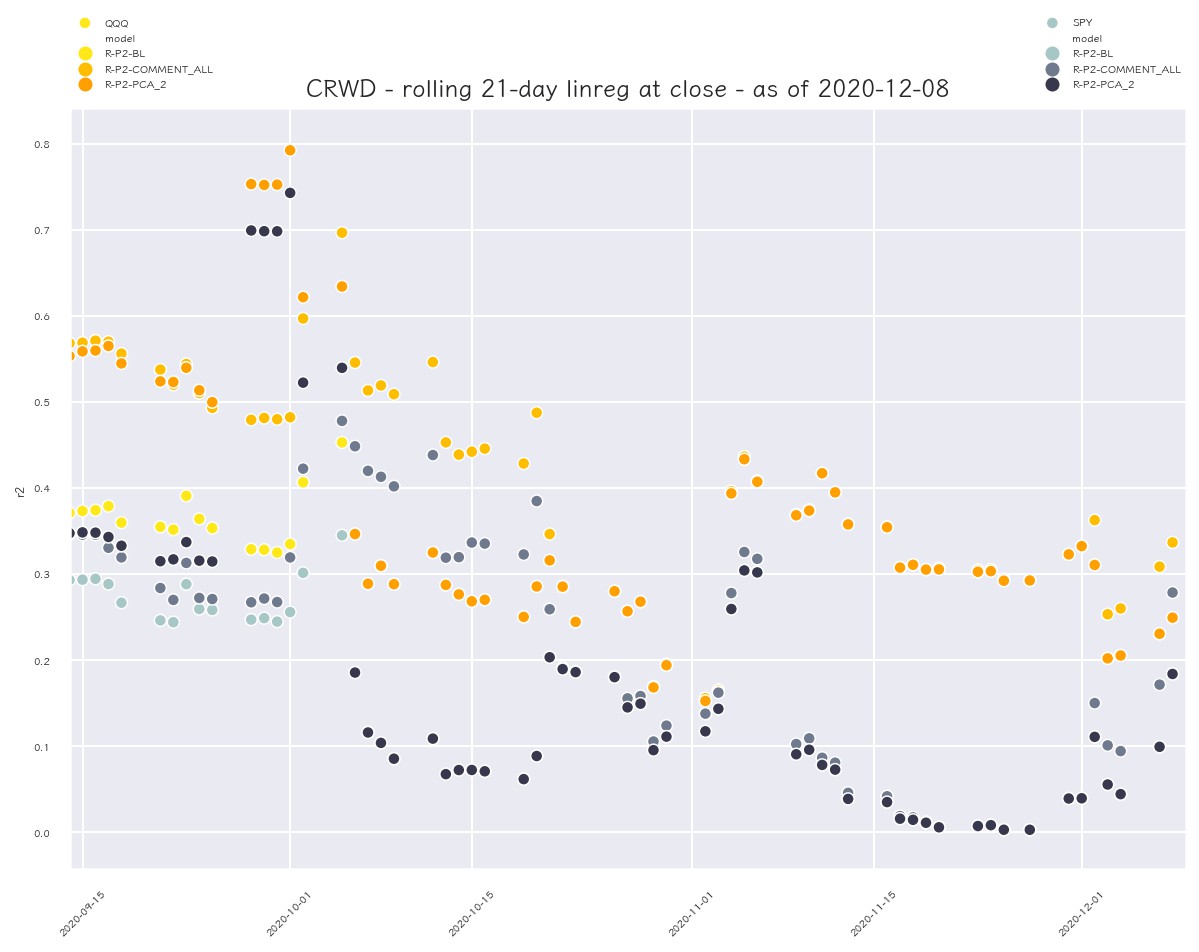 QQQ
model
R-P2-BL
R-P2-COMMENT_ALL
R-P2-PCA_2
SPY
model
R-P2-BL
R-P2-COMMENT_ALL
R-P2-PCA_2
CRWD - rolling 21-day linreg at close - as of 2020-12-08
r2
0.8
0.7
0.6
0.5
0.4
0.3
0.2
0.1
0.0
2020-09-15
2020-10-01
2020-10-15
2020-11-01
2020-11-15
2020-12-01